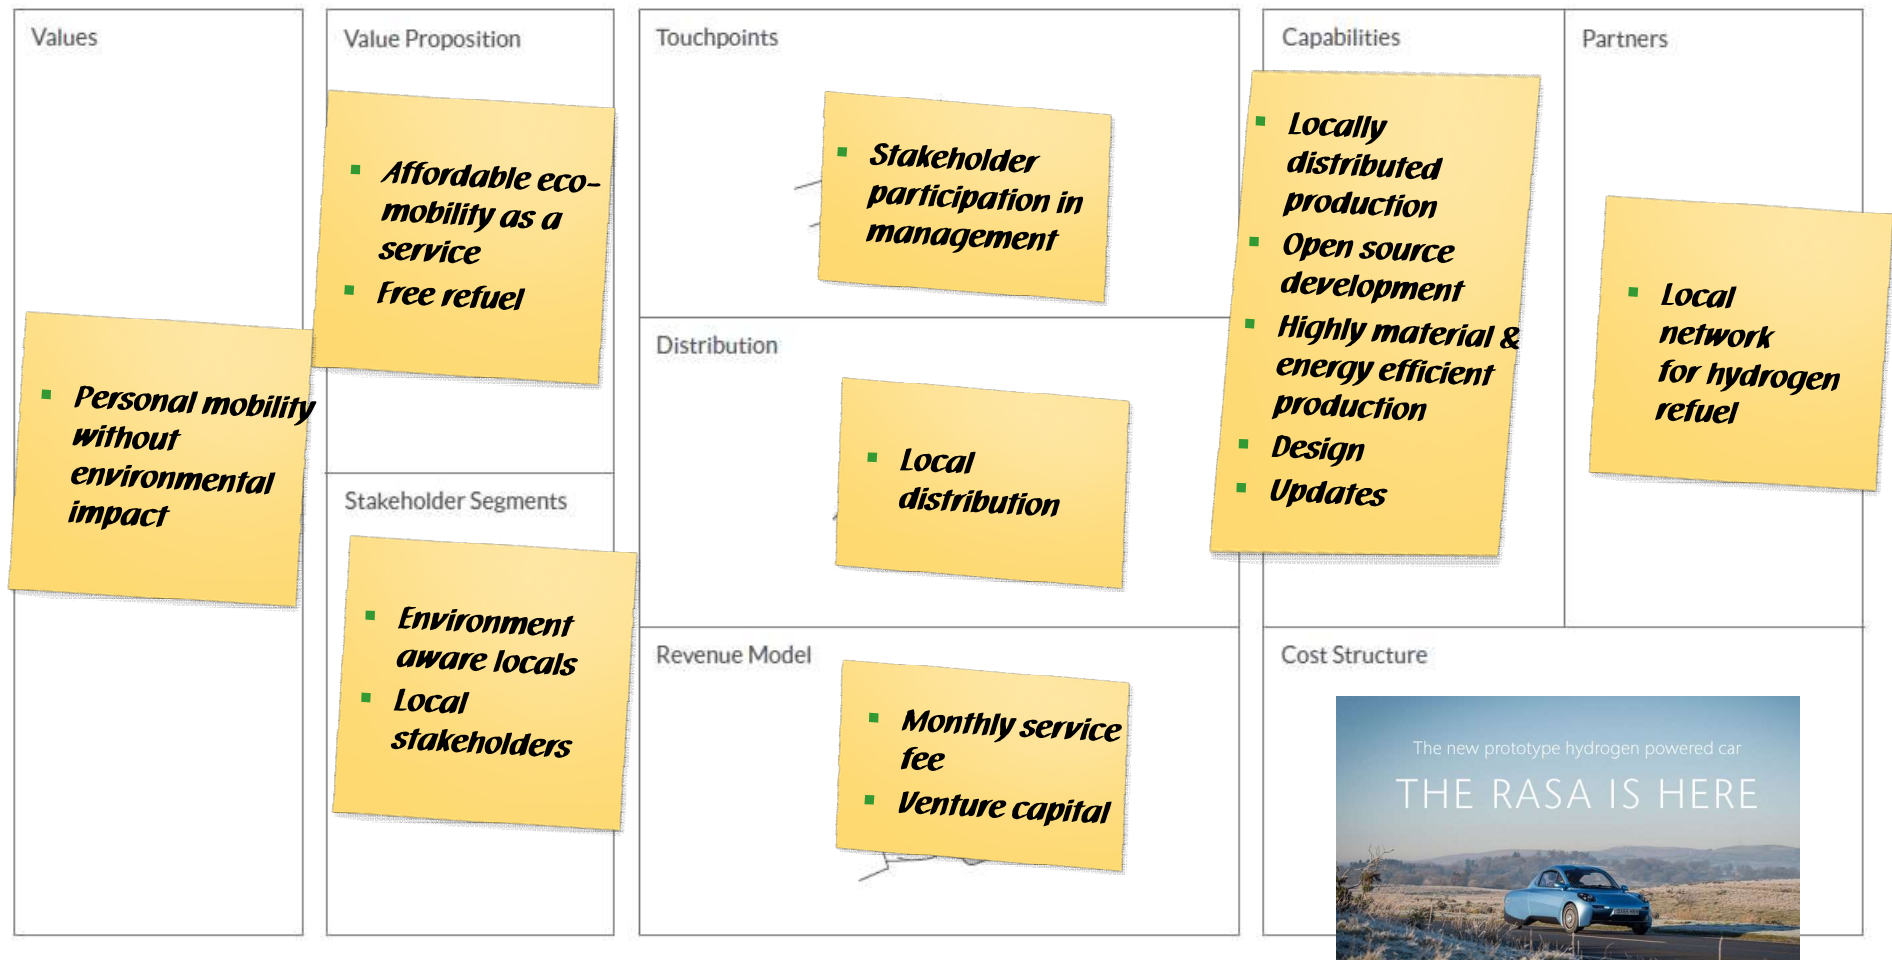 Values
Personal mobility
without
environmental
impact
Value Proposition
Affordable eco-
mobility as a
service
Free refuel
Stakeholder Segments
Environment
aware locals
Local
stakeholders
Touchpoints
Stakeholder
participation in
management
Distribution
Local
distribution
Revenue Model
Monthly service
fee
Venture capital
Capabilities
Locally
distributed
production
Open source
development
Highly material &
energy efficient
production
Design
Updates
Partners
Local
network
for hydrogen
refuel
Cost Structure
The new prototype hydrogen powered car
THE RASA IS HERE